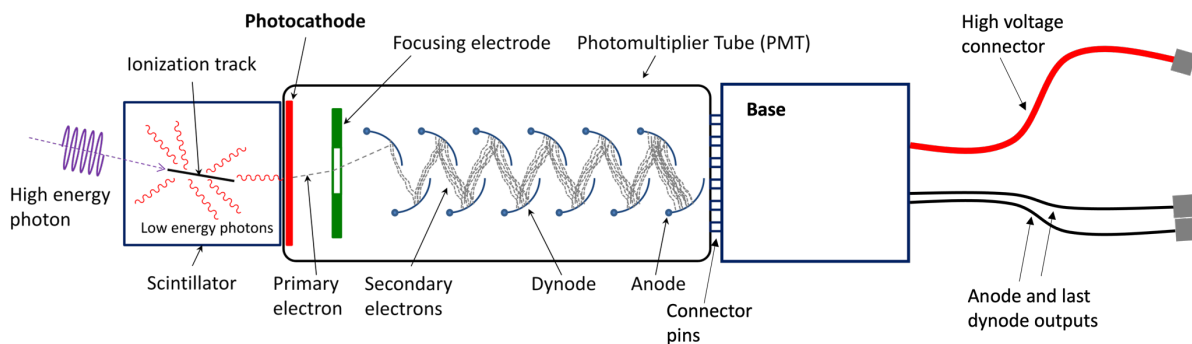 Photocathode
Focusing electrode
Photomultiplier Tube (PMT)
High voltage
connector
Ionization track
Base
High energy
photon
Low energy photons
Scintillator
Primary
electron
Secondary
electrons
Dynode
Anode
Connector
pins
Anode and last
dynode outputs